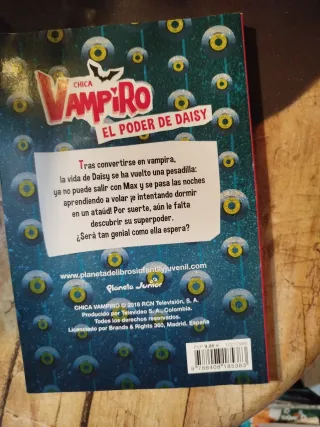 CHICA
VAMPIRO
EL PODER DE DAISY
Tras convertirse en vampira,
la vida de Daisy se ha vuelto una pesadilla:
ya no puede salir con Max y se pasa las noches
aprendiendo a volar ¡e intentando dormir
en un ataúd! Por suerte, aún le falta
descubrir su superpoder.
¿Será tan genial como ella espera?
www.planetadelibrosinfantilyjuvenil.com
Planeta Junior
CHICA VAMPIRO © 2016 RCN Televisión, S. A.
Producido por Televideo S. A., Colombia.
Todos los derechos reservados.
Licenciado por Brands & Rights 360, Madrid, España